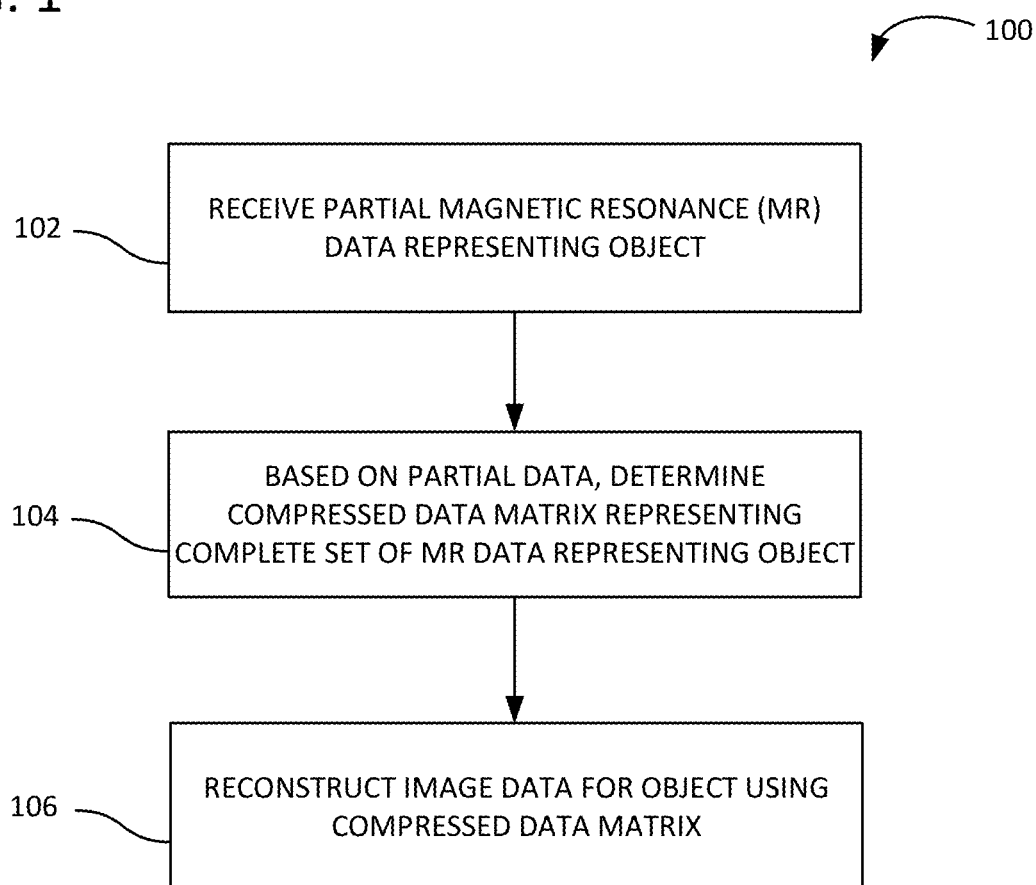 . 1
100
102
RECEIVE PARTIAL MAGNETIC RESONANCE (MR)
DATA REPRESENTING OBJECT
104
BASED ON PARTIAL DATA, DETERMINE
COMPRESSED DATA MATRIX REPRESENTING
COMPLETE SET OF MR DATA REPRESENTING OBJECT
106
RECONSTRUCT IMAGE DATA FOR OBJECT USING
COMPRESSED DATA MATRIX